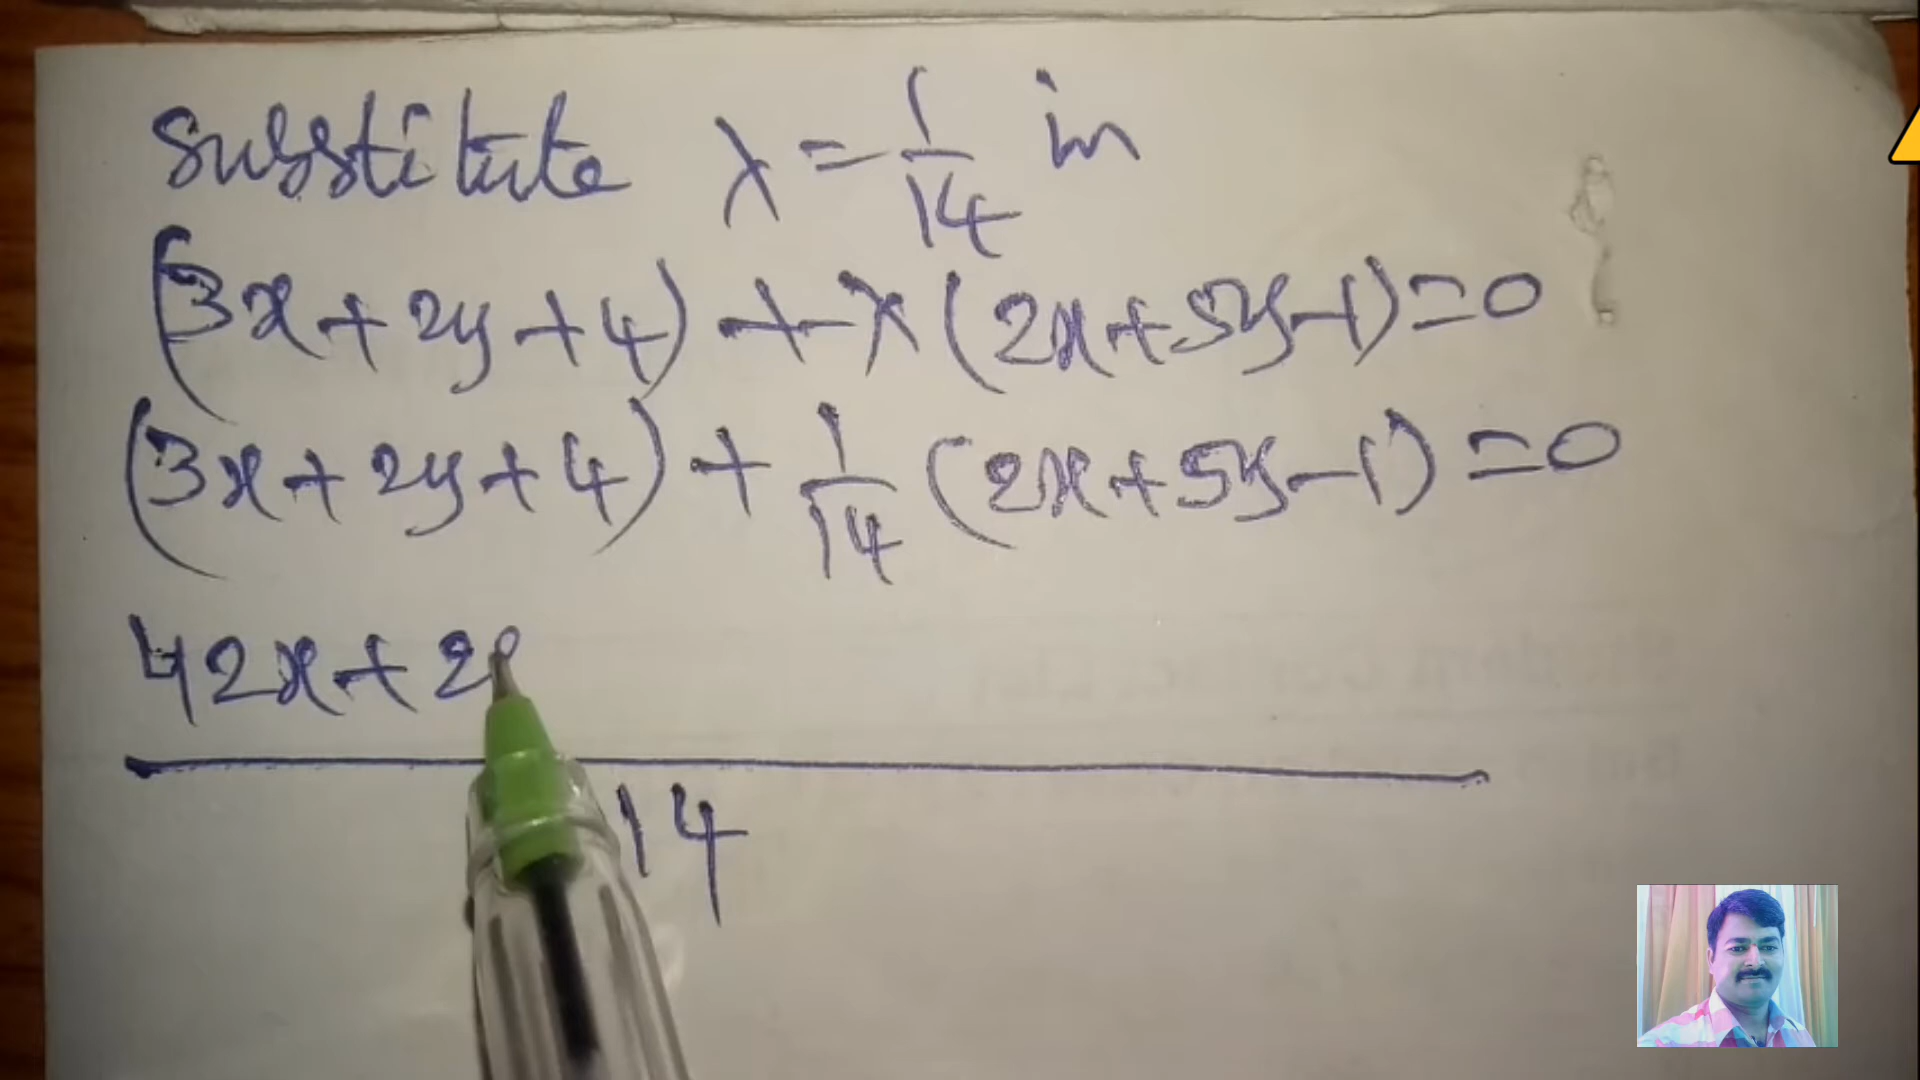 Substitute λ = 1/14 in
(3x + 2y + 4) + λ (2x + 5y - 1) = 0
(3x + 2y + 4) + 1/14 (2x + 5y - 1) = 0
42x + 28
14